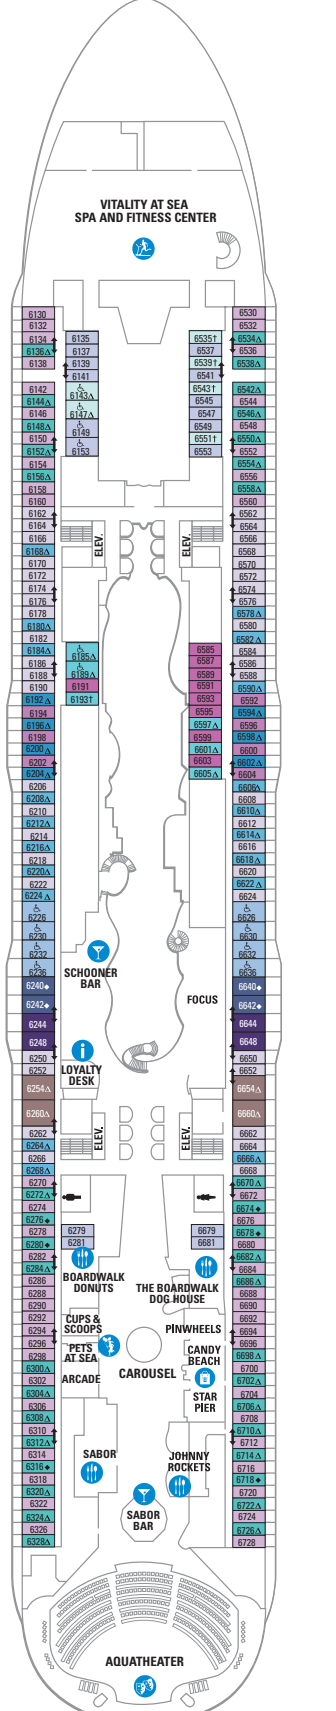 VITALITY AT SEA
SPA AND FITNESS CENTER
6130 6530
6132 6532
6134 6135 6535† 6534∆
6136∆ 6137 6537 6536
6138 6139 6539† 6538∆
6141 6541
6142 6143∆ 6543† 6542∆
6144∆ 6545 6544
6146 6147∆ 6547 6546∆
6148∆ 6149 6549 6548
6150 6551† 6550∆
6152∆ 6153 6553 6552
6154 6554∆
6156∆ 6556
6158 6558∆
6160 6560
6162 6562
6164 6564
6166 ELEV. ELEV. 6566
6168∆ 6568
6170 6570
6172 6572
6174 6574
6176 6576
6178 6578∆
6180∆ 6580
6182 6582∆
6184∆ 6185∆ 6585 6584
6186 6587 6586
6188 6189∆ 6589 6588
6190 6191 6591 6590∆
6192∆ 6193† 6593 6592
6194 6595 6594∆
6196∆ 6597∆ 6596
6198 6599 6598∆
6200∆ 6601∆ 6600
6202 6603 6602∆
6204∆ 6605∆ 6604
6206 6606∆
6208∆ 6608
6210 6610∆
6212∆ 6612
6214 6614∆
6216∆ 6616
6218 6618∆
6220∆ 6620
6222 6622∆
6224∆ 6624
6226 6626
6230 6630
6232 6632
6236 6636
SCHOONER
BAR
6240◆ 6640◆
6242◆ FOCUS 6642◆
6244 6644
6248 6648
6250 6650
6252 LOYALTY
DESK 6652
6254∆ 6654∆
6260∆ 6660∆
6262 ELEV. ELEV. 6662
6264∆ 6664
6266 6666∆
6268∆ 6668
6270 6670∆
6272∆ 6672
6274 6674◆
6276◆ 6676
6278 6279 6679 6678◆
6280◆ 6281 6681 6680
6282 6682∆
6284∆ BOARDWALK
DONUTS 6684
6286 THE BOARDWALK
DOG HOUSE 6686∆
6288 6688
6290 6690
6292 CUPS &
SCOOPS 6692
6294 PINWHEELS 6694
6296 PETS
AT SEA CANDY
BEACH 6696
6298 6698∆
6300∆ CAROUSEL 6700
6302 ARCADE 6702∆
6304∆ STAR
PIER 6704
6306 6706∆
6308∆ 6708
6310 6710∆
6312∆ 6712
6314 SABOR JOHNNY
ROCKETS 6714∆
6316◆ 6716
6318 6718◆
6320∆ 6720
6322 6722∆
6324∆ SABOR
BAR 6724
6326 6726∆
6328∆ 6728
AQUATHEATER